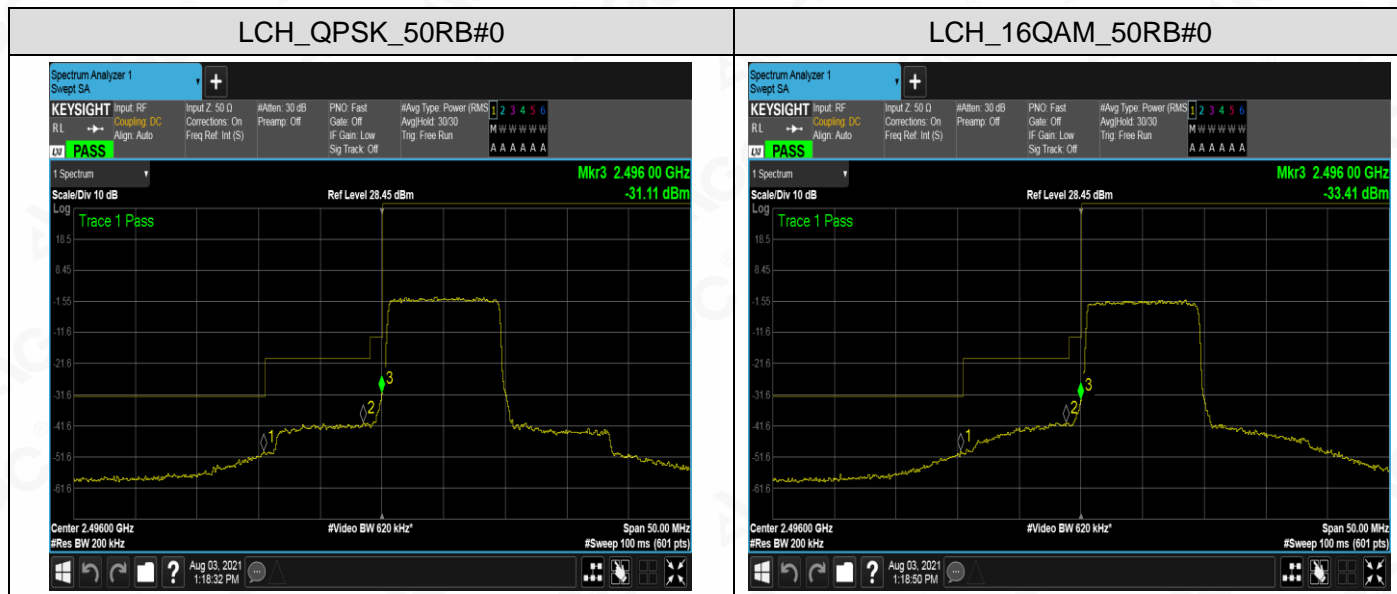 LCH_QPSK_50RB#0
Spectrum Analyzer 1
Swept SA
+
KEYSIGHT Input: RF Input Z: 50 Ω #Atten: 30 dB PNO: Fast #Avg Type: Power (RMS 1 2 3 4 5 6
RL Coupling: DC Corrections: On Preamp: Off Gate: Off Avg|Hold: 30/30 M W W W W W
Align: Auto Freq Ref: Int (S) IF Gain: Low Trig: Free Run
Sig Track: Off A A A A A A
LXI PASS
1 Spectrum
Mkr3 2.496 00 GHz
Scale/Div 10 dB Ref Level 28.45 dBm -31.11 dBm
Log
Trace 1 Pass
18.5
8.45
-1.55
-11.6
-21.6
3
-31.6
2
-41.6
1
-51.6
-61.6
Center 2.49600 GHz #Video BW 620 kHz* Span 50.00 MHz
#Res BW 200 kHz #Sweep 100 ms (601 pts)
? Aug 03, 2021
1:18:32 PM
LCH_16QAM_50RB#0
Spectrum Analyzer 1
Swept SA
+
KEYSIGHT Input: RF Input Z: 50 Ω #Atten: 30 dB PNO: Fast #Avg Type: Power (RMS 1 2 3 4 5 6
RL Coupling: DC Corrections: On Preamp: Off Gate: Off Avg|Hold: 30/30 M W W W W W
Align: Auto Freq Ref: Int (S) IF Gain: Low Trig: Free Run
Sig Track: Off A A A A A A
LXI PASS
1 Spectrum
Mkr3 2.496 00 GHz
Scale/Div 10 dB Ref Level 28.45 dBm -33.41 dBm
Log
Trace 1 Pass
18.5
8.45
-1.55
-11.6
-21.6
3
-31.6
2
-41.6
1
-51.6
-61.6
Center 2.49600 GHz #Video BW 620 kHz* Span 50.00 MHz
#Res BW 200 kHz #Sweep 100 ms (601 pts)
? Aug 03, 2021
1:18:50 PM